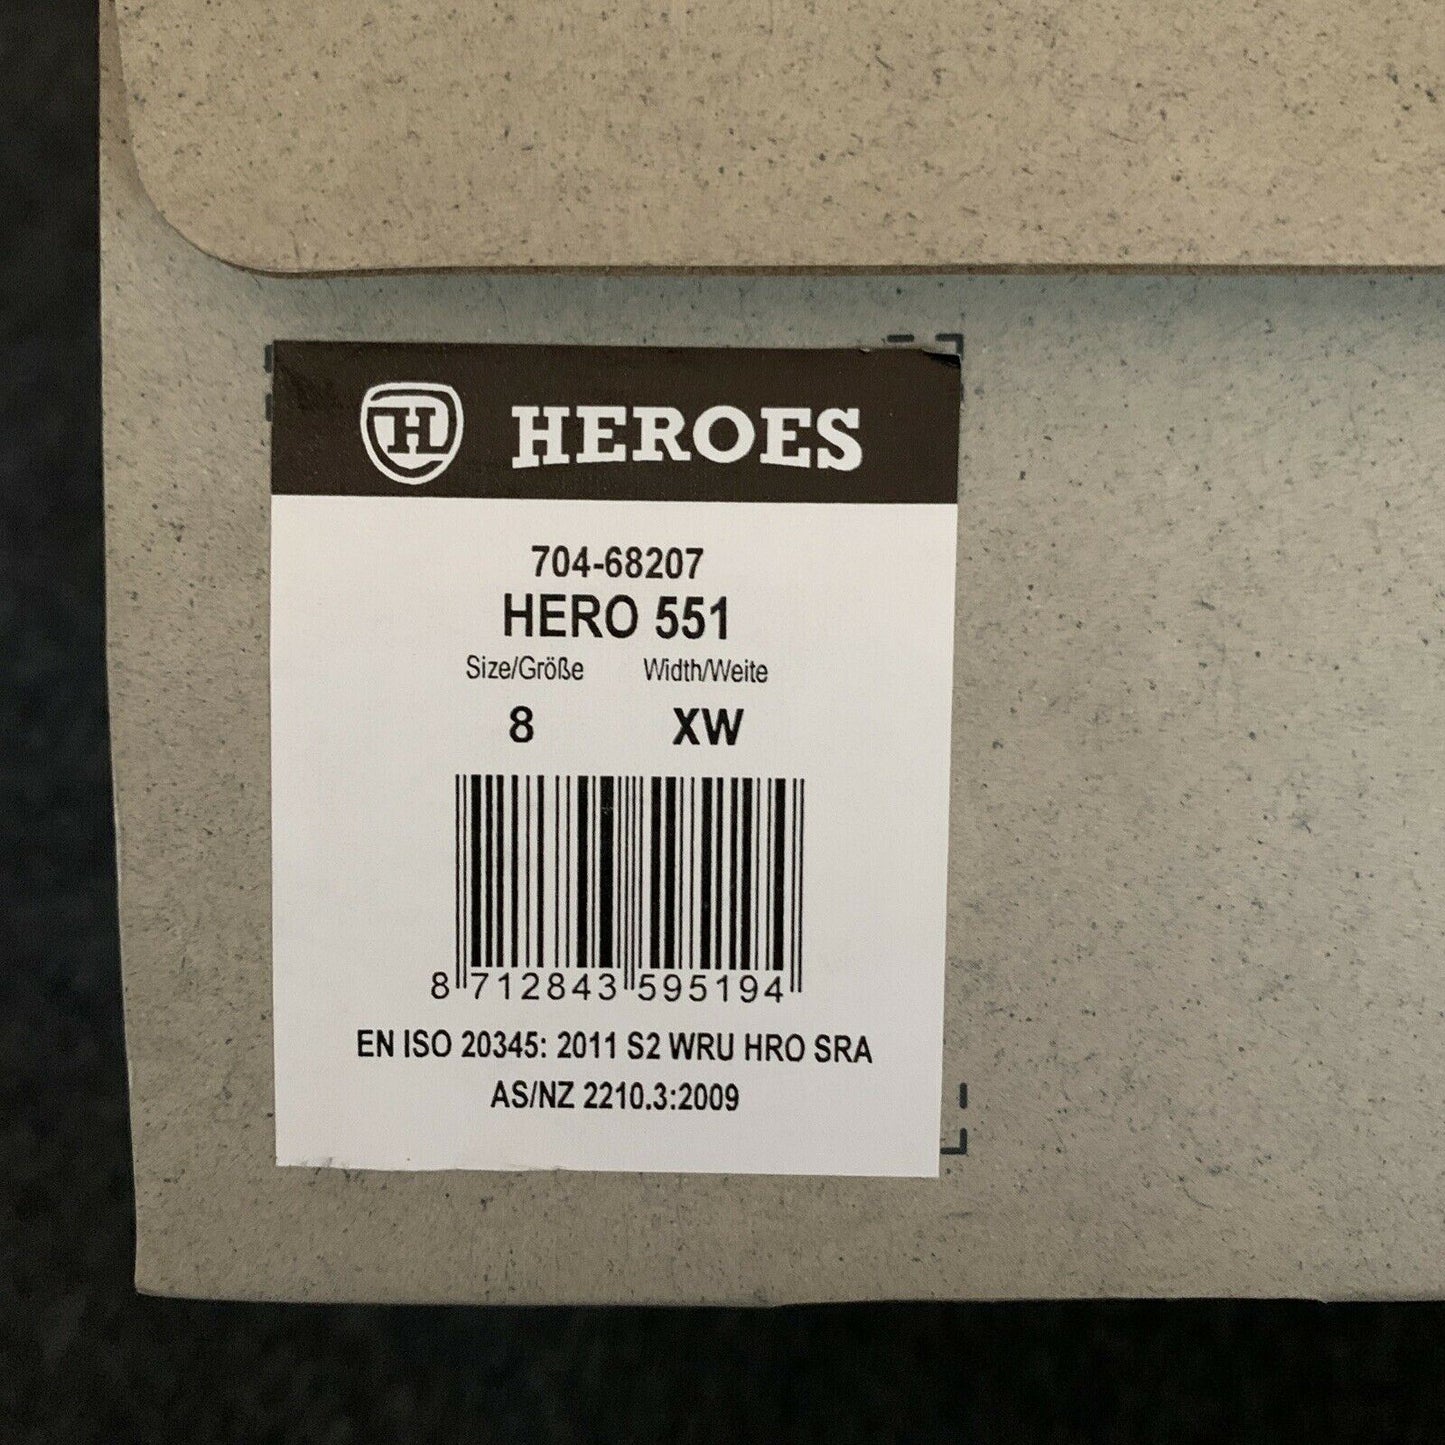 H HEROES
704-68207
HERO 551
Size/Größe Width/Weite
8 XW
8 712843 595194
EN ISO 20345: 2011 S2 WRU HRO SRA
AS/NZ 2210.3:2009